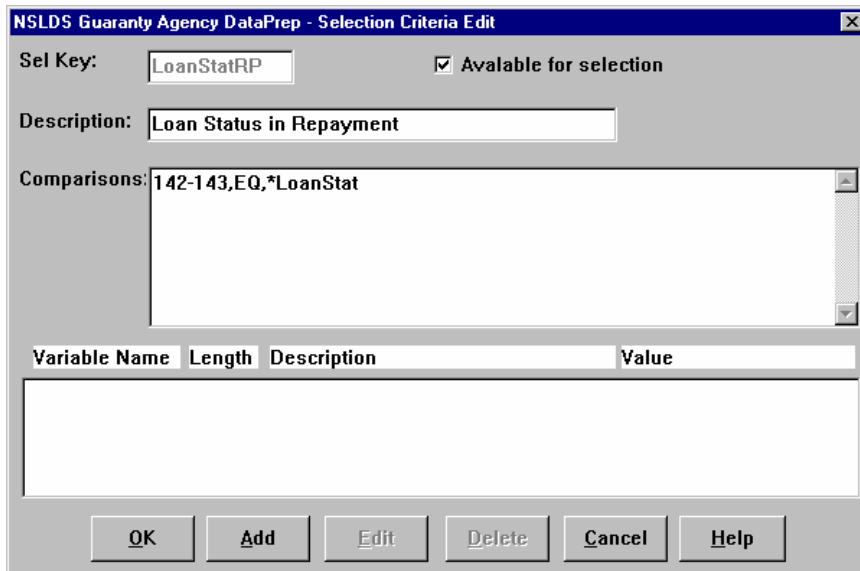 NSLDS Guaranty Agency DataPrep - Selection Criteria Edit
Sel Key: LoanStatRP Avalable for selection
Description: Loan Status in Repayment
Comparisons: 142-143,EQ,*LoanStat
Variable Name Length Description Value
OK Add Edit Delete Cancel Help